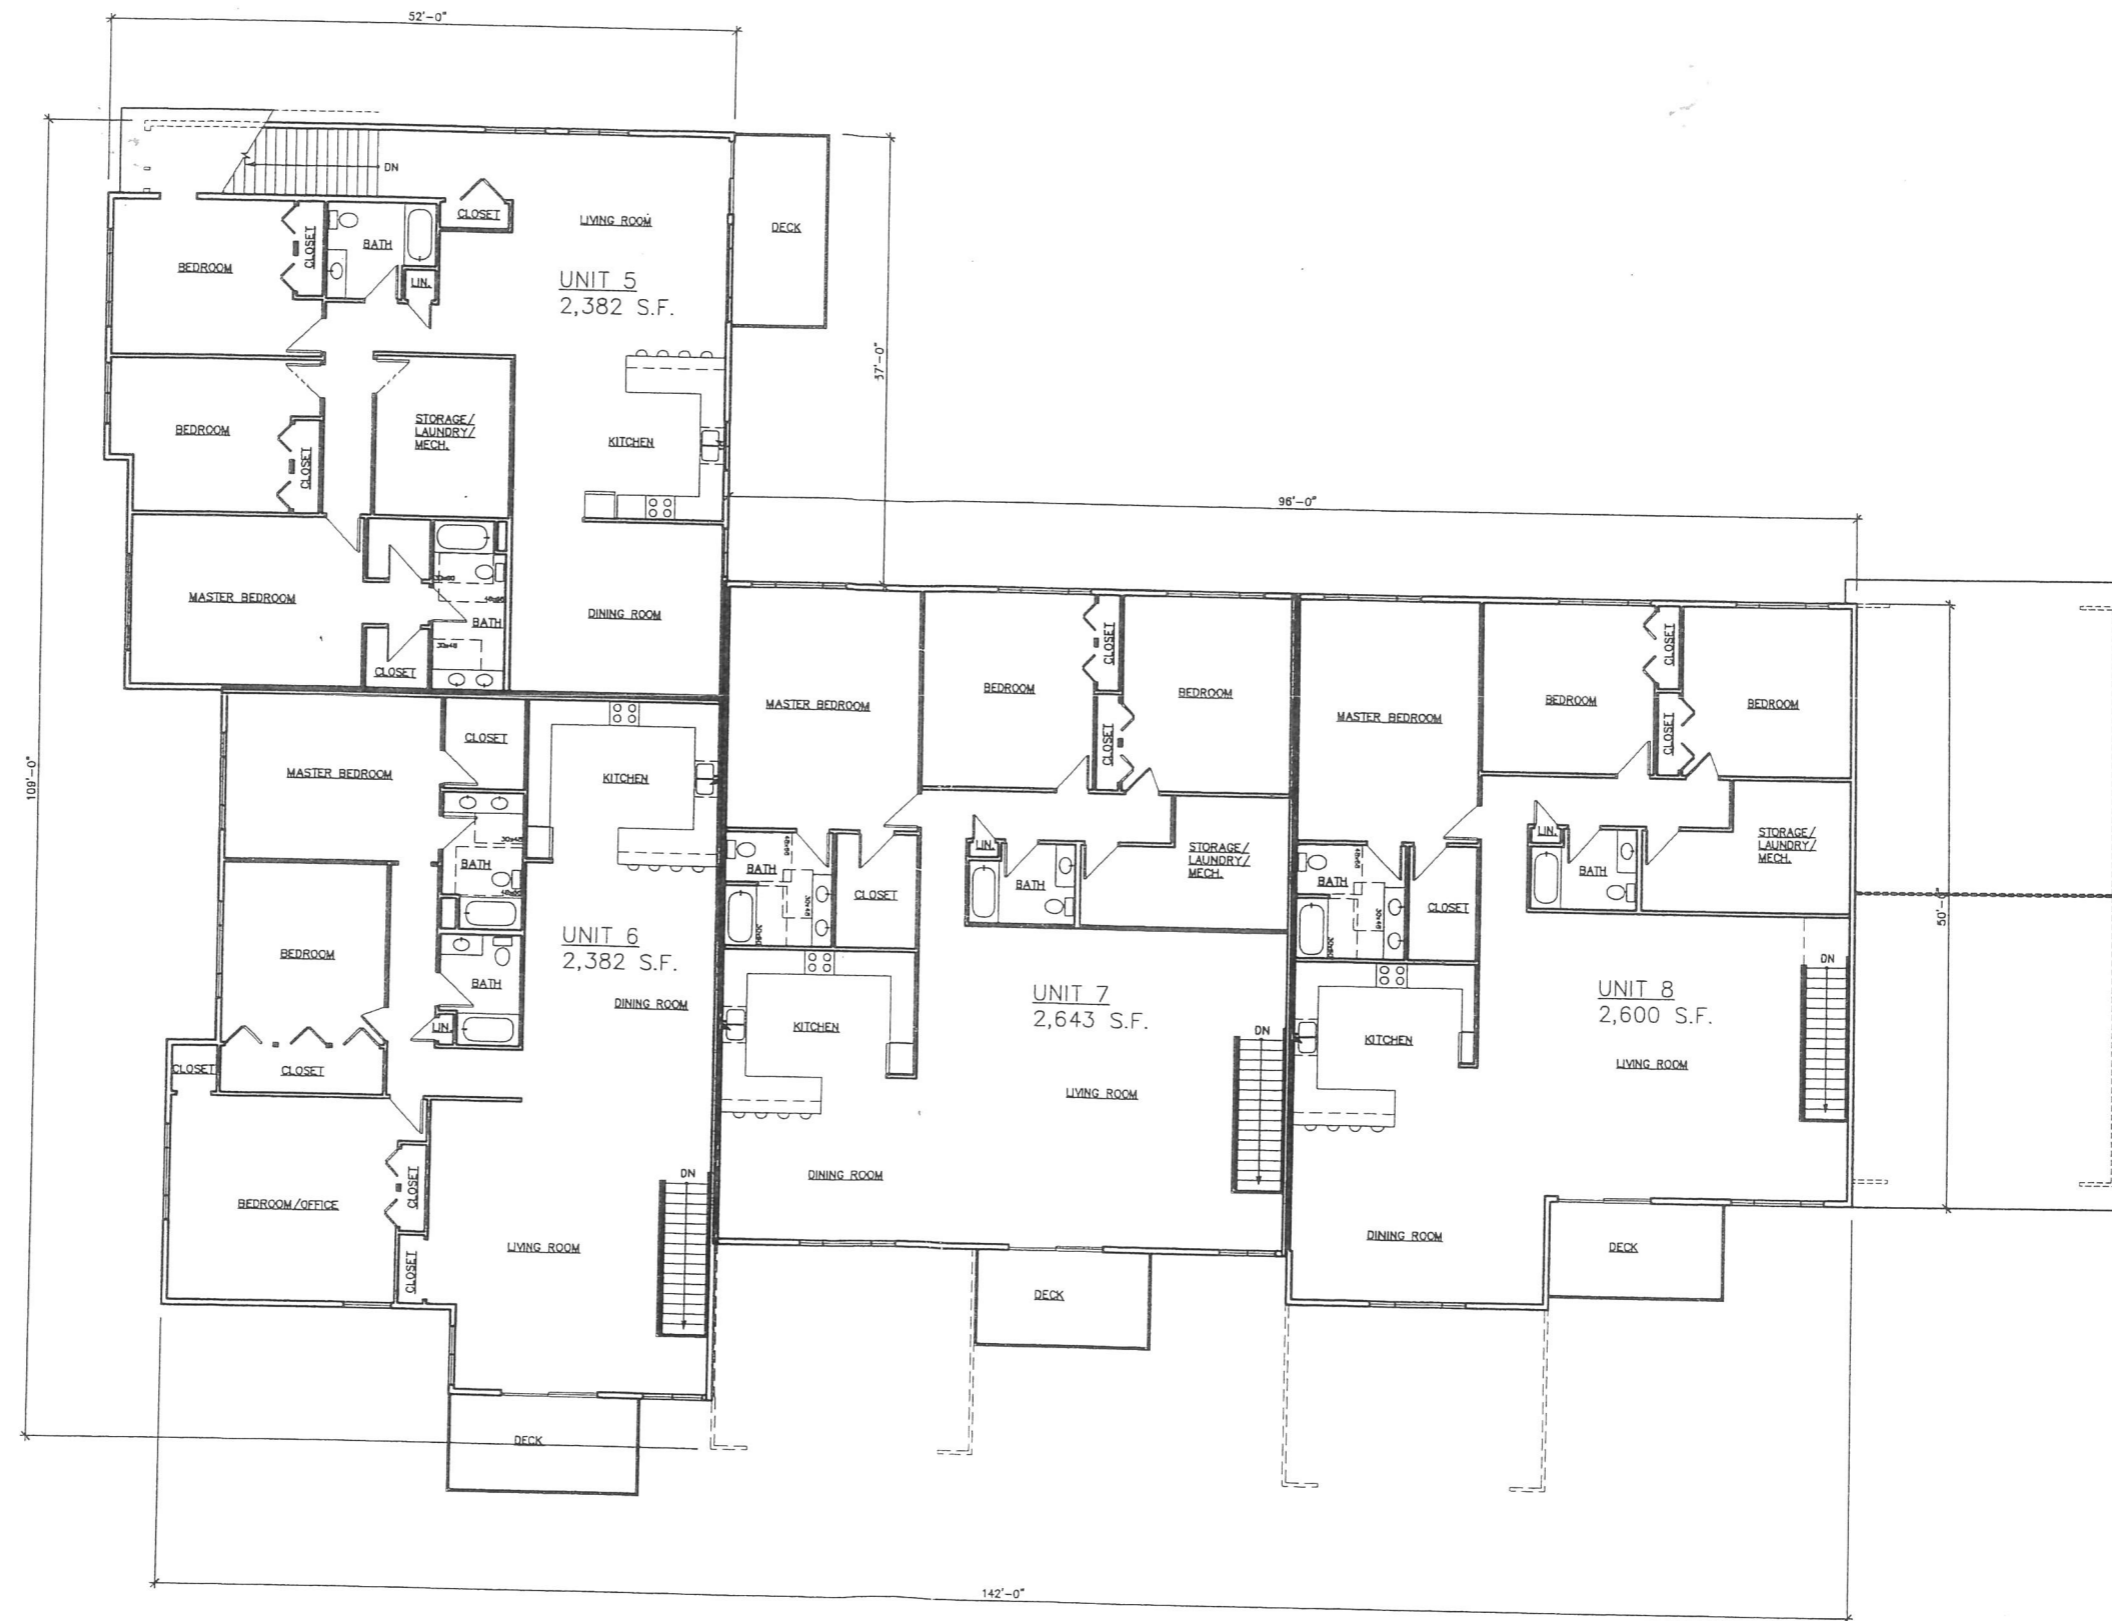 52'-0"
DN
CLOSET
LIVING ROOM
DECK
BATH
CLOSET
BEDROOM
LIN.
UNIT 5
2,382 S.F.
37'-0"
BEDROOM
STORAGE/
LAUNDRY/
MECH.
KITCHEN
CLOSET
96'-0"
MASTER BEDROOM
BATH
30x48
DINING ROOM
CLOSET
109'-0"
MASTER BEDROOM
CLOSET
KITCHEN
30x48
BATH
BEDROOM
UNIT 6
2,382 S.F.
BATH
DINING ROOM
LIN.
CLOSET
CLOSET
BEDROOM/OFFICE
CLOSET
DN
LIVING ROOM
CLOSET
DECK
MASTER BEDROOM
BEDROOM
CLOSET
CLOSET
BEDROOM
LIN.
BATH
30x48
CLOSET
BATH
STORAGE/
LAUNDRY/
MECH.
UNIT 7
2,643 S.F.
KITCHEN
DN
LIVING ROOM
DINING ROOM
DECK
MASTER BEDROOM
BEDROOM
CLOSET
CLOSET
BEDROOM
LIN.
BATH
30x48
CLOSET
BATH
STORAGE/
LAUNDRY/
MECH.
50'-0"
UNIT 8
2,600 S.F.
DN
KITCHEN
LIVING ROOM
DINING ROOM
DECK
142'-0"